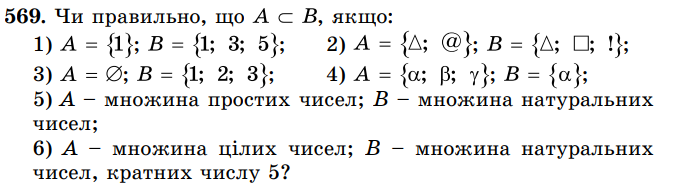 569. Чи правильно, що A ⊂ B, якщо:
1) A = {1}; B = {1; 3; 5}; 2) A = {△; @}; B = {△; □; !};
3) A = ∅; B = {1; 2; 3}; 4) A = {α; β; γ}; B = {α};
5) A – множина простих чисел; B – множина натуральних
чисел;
6) A – множина цілих чисел; B – множина натуральних
чисел, кратних числу 5?